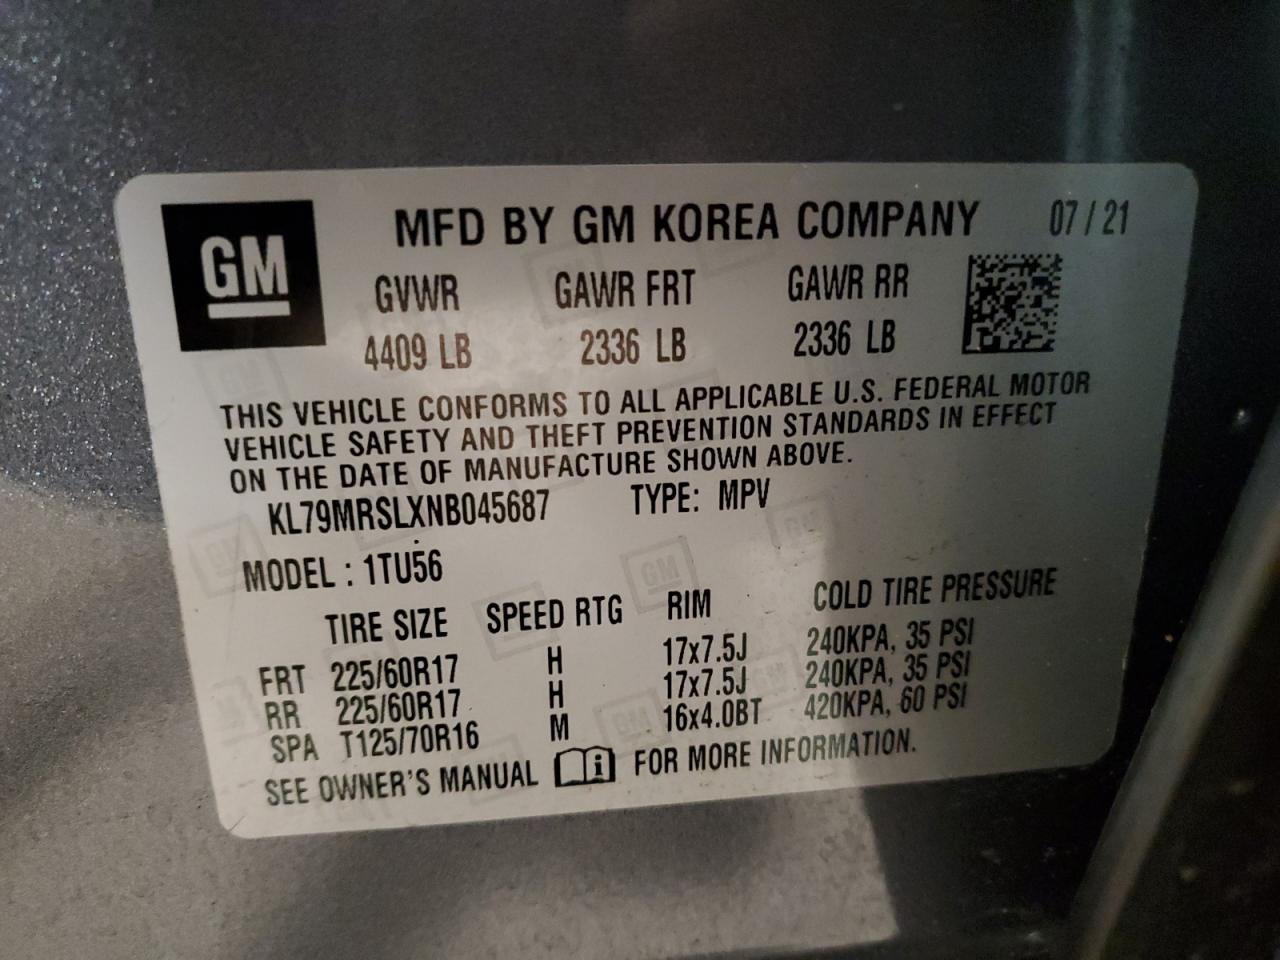 GM
MFD BY GM KOREA COMPANY 07 / 21
GVWR GAWR FRT GAWR RR
4409 LB 2336 LB 2336 LB
THIS VEHICLE CONFORMS TO ALL APPLICABLE U.S. FEDERAL MOTOR
VEHICLE SAFETY AND THEFT PREVENTION STANDARDS IN EFFECT
ON THE DATE OF MANUFACTURE SHOWN ABOVE.
KL79MRSLXNB045687 TYPE: MPV
MODEL : 1TU56
TIRE SIZE SPEED RTG RIM COLD TIRE PRESSURE
FRT 225/60R17 H 17x7.5J 240KPA, 35 PSI
RR 225/60R17 H 17x7.5J 240KPA, 35 PSI
SPA T125/70R16 M 16x4.0BT 420KPA, 60 PSI
SEE OWNER'S MANUAL i FOR MORE INFORMATION.